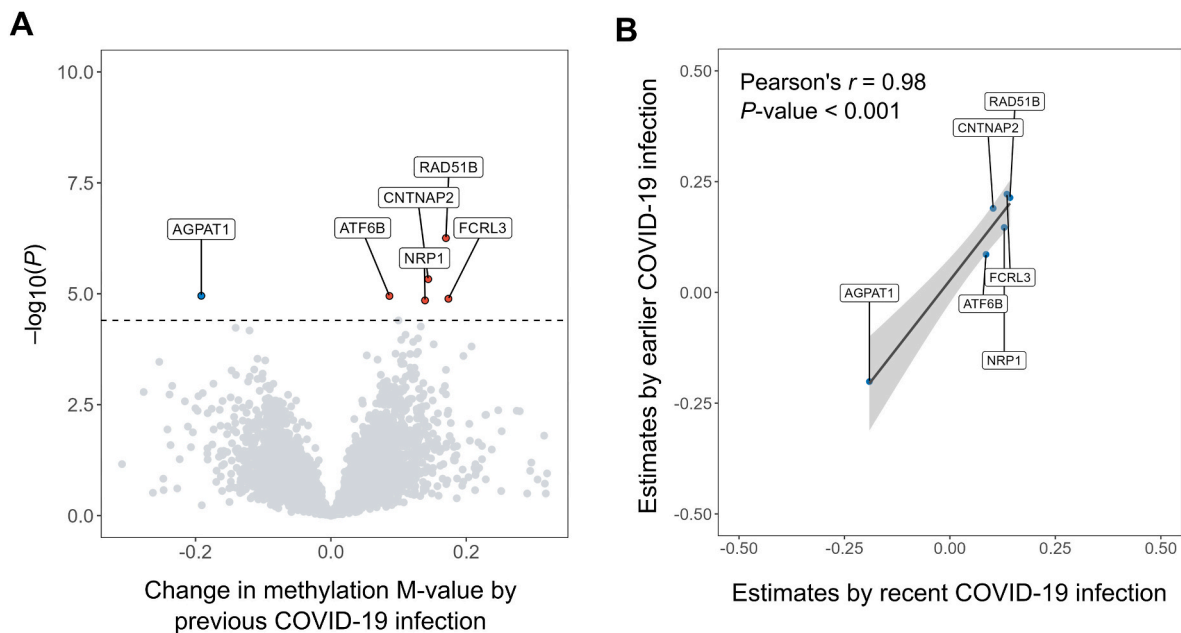 A
10.0
7.5
5.0
2.5
0.0
−log10(P)
RAD51B
CNTNAP2
AGPAT1
ATF6B
FCRL3
NRP1
-0.2
0.0
0.2
Change in methylation M-value by
previous COVID-19 infection
B
0.50
0.25
0.00
-0.25
-0.50
Estimates by earlier COVID-19 infection
Pearson's r = 0.98
P-value < 0.001
RAD51B
CNTNAP2
FCRL3
AGPAT1
ATF6B
NRP1
-0.50
-0.25
0.00
0.25
0.50
Estimates by recent COVID-19 infection